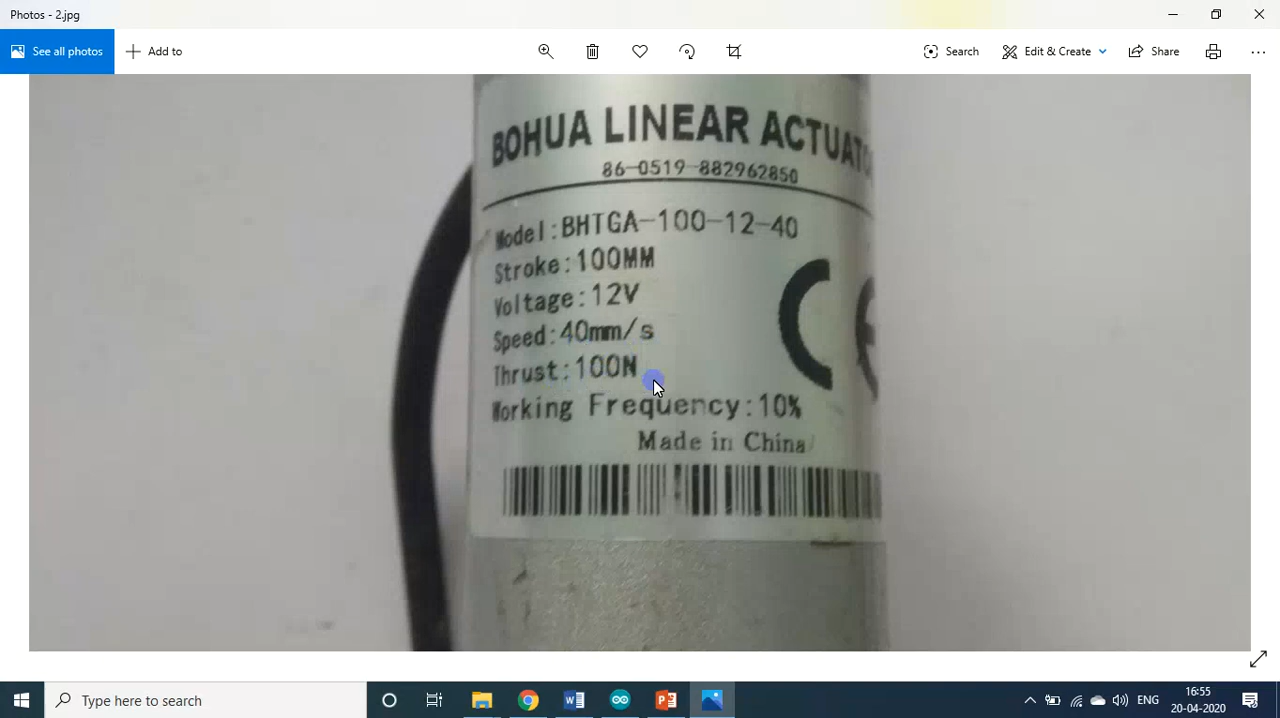 Photos - 2.jpg
See all photos
Add to
Search
Edit & Create
Share
BOHUA LINEAR ACTUATO
86-0519-882962850
Model:BHTGA-100-12-40
Stroke:100MM
Voltage:12V
Speed:40mm/s
Thrust:100N
Working Frequency:10%
Made in China
CE
Type here to search
ENG
16:55
20-04-2020